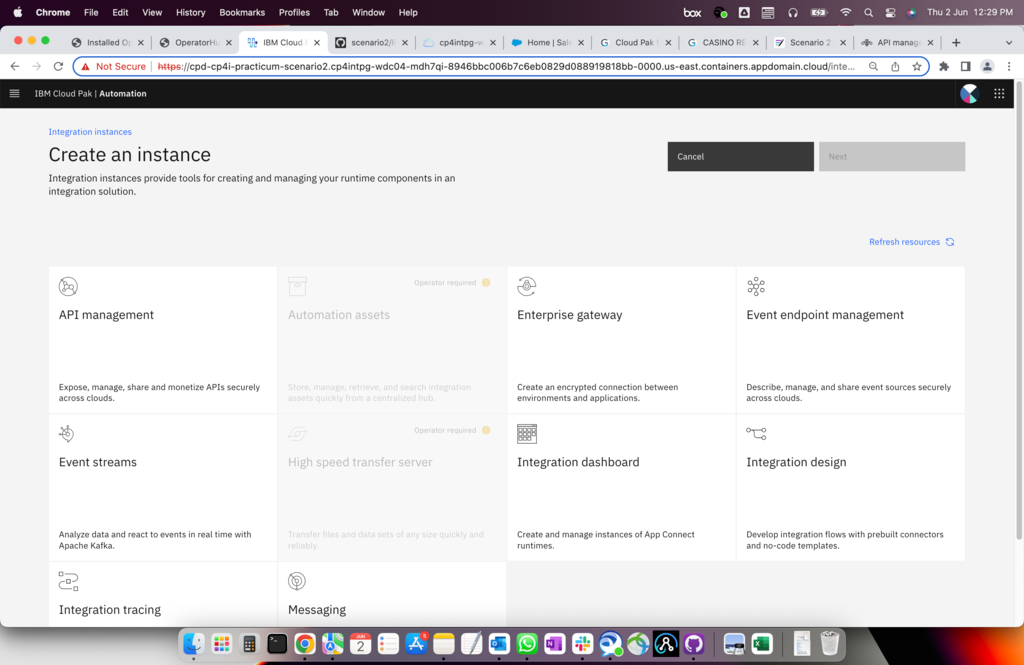 Chrome File Edit View History Bookmarks Profiles Tab Window Help
box
Thu 2 Jun 12:29 PM
Installed O
OperatorHu
IBM Cloud
scenario2/
cp4intpg-w
Home | Sale
Cloud Pak
CASINO RE
Scenario 2
API manag
Not Secure https://cpd-cp4i-practicum-scenario2.cp4intpg-wdc04-mdh7qi-8946bbc006b7c6eb0829d088919818bb-0000.us-east.containers.appdomain.cloud/inte...
IBM Cloud Pak | Automation
Integration instances
Create an instance
Cancel
Next
Integration instances provide tools for creating and managing your runtime components in an
integration solution.
Refresh resources
API management
Expose, manage, share and monetize APIs securely
across clouds.
Operator required
Automation assets
Store, manage, retrieve, and search integration
assets quickly from a centralized hub.
Enterprise gateway
Create an encrypted connection between
environments and applications.
Event endpoint management
Describe, manage, and share event sources securely
across clouds.
Event streams
Analyze data and react to events in real time with
Apache Kafka.
Operator required
High speed transfer server
Transfer files and data sets of any size quickly and
reliably.
Integration dashboard
Create and manage instances of App Connect
runtimes.
Integration design
Develop integration flows with prebuilt connectors
and no-code templates.
Integration tracing
Messaging
JUN
2